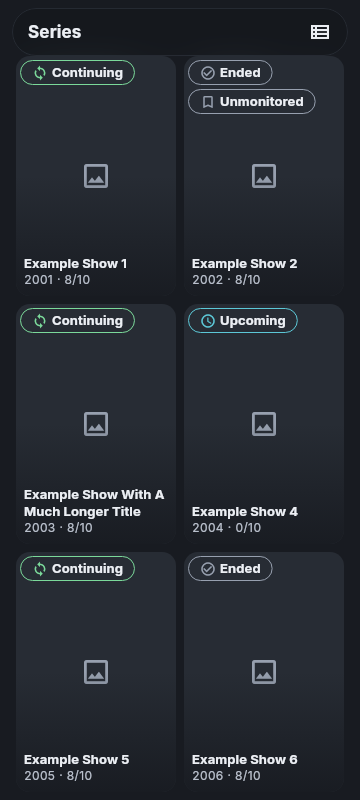 Series
Continuing
Ended
Unmonitored
Example Show 1
2001 · 8/10
Example Show 2
2002 · 8/10
Continuing
Upcoming
Example Show With A
Much Longer Title
2003 · 8/10
Example Show 4
2004 · 0/10
Continuing
Ended
Example Show 5
2005 · 8/10
Example Show 6
2006 · 8/10